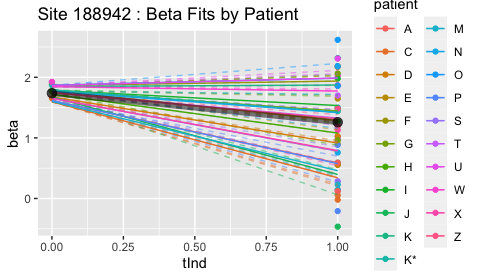 Site 188942 : Beta Fits by Patient
beta
2
1
0
0.00 0.25 0.50 0.75 1.00
tInd
patient
A
C
D
E
F
G
H
I
J
K
K*
M
N
O
P
S
T
U
W
X
Z